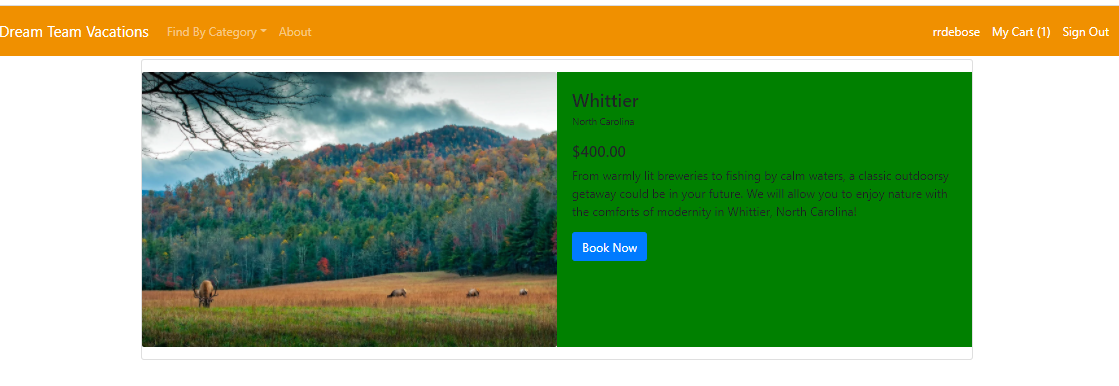 Dream Team Vacations Find By Category About rrdebose My Cart (1) Sign Out
Whittier
North Carolina
$400.00
From warmly lit breweries to fishing by calm waters, a classic outdoorsy
getaway could be in your future. We will allow you to enjoy nature with
the comforts of modernity in Whittier, North Carolina!
Book Now